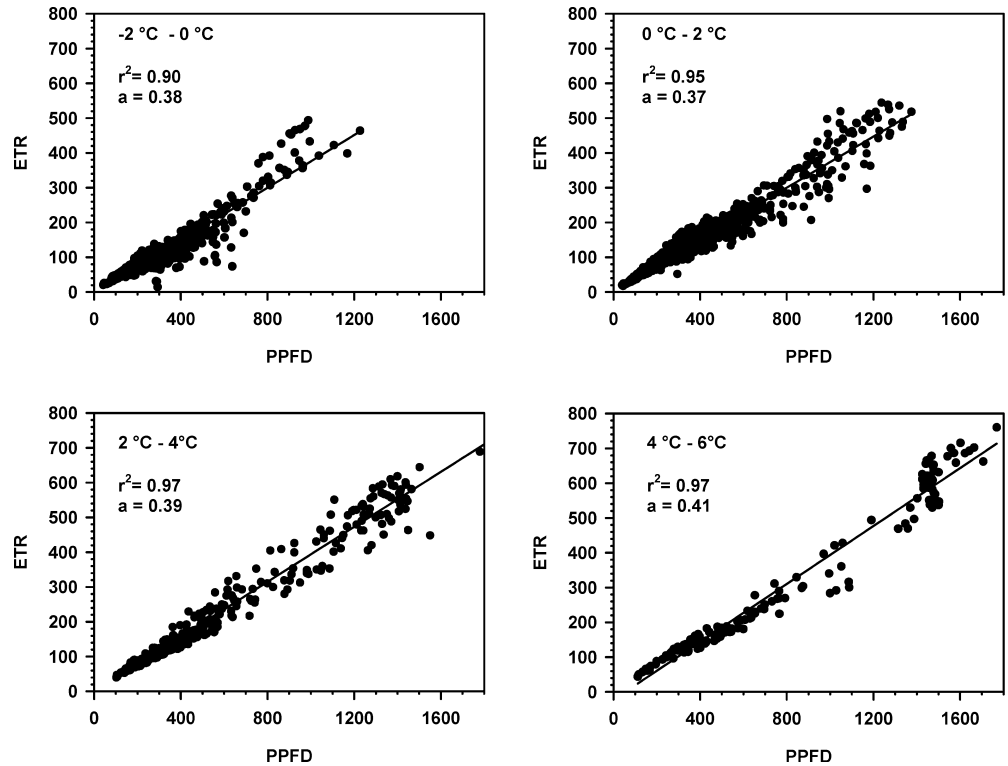 -2 °C - 0 °C
r²= 0.90
a = 0.38
800
700
600
500
400
300
200
100
0
ETR
0 400 800 1200 1600
PPFD
0 °C - 2 °C
r²= 0.95
a = 0.37
800
700
600
500
400
300
200
100
0
ETR
0 400 800 1200 1600
PPFD
2 °C - 4°C
r²= 0.97
a = 0.39
800
700
600
500
400
300
200
100
0
ETR
0 400 800 1200 1600
PPFD
4 °C - 6°C
r²= 0.97
a = 0.41
800
700
600
500
400
300
200
100
0
ETR
0 400 800 1200 1600
PPFD